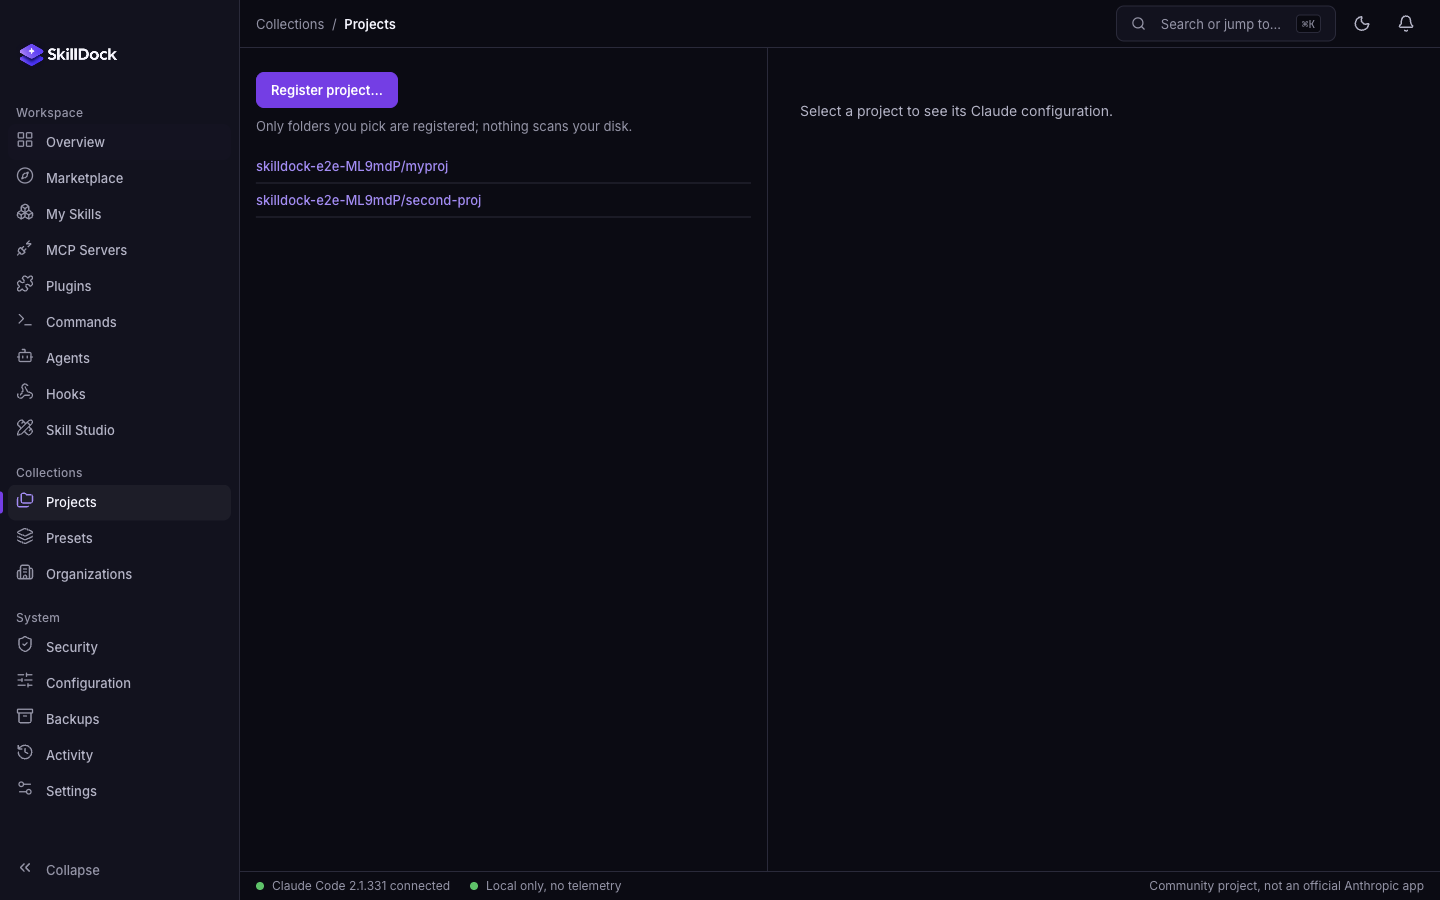 SkillDock
Workspace
Overview
Marketplace
My Skills
MCP Servers
Plugins
Commands
Agents
Hooks
Skill Studio
Collections
Projects
Presets
Organizations
System
Security
Configuration
Backups
Activity
Settings
Collapse
Collections / Projects
Search or jump to... ⌘K
Register project...
Only folders you pick are registered; nothing scans your disk.
skilldock-e2e-ML9mdP/myproj
skilldock-e2e-ML9mdP/second-proj
Select a project to see its Claude configuration.
Claude Code 2.1.331 connected
Local only, no telemetry
Community project, not an official Anthropic app